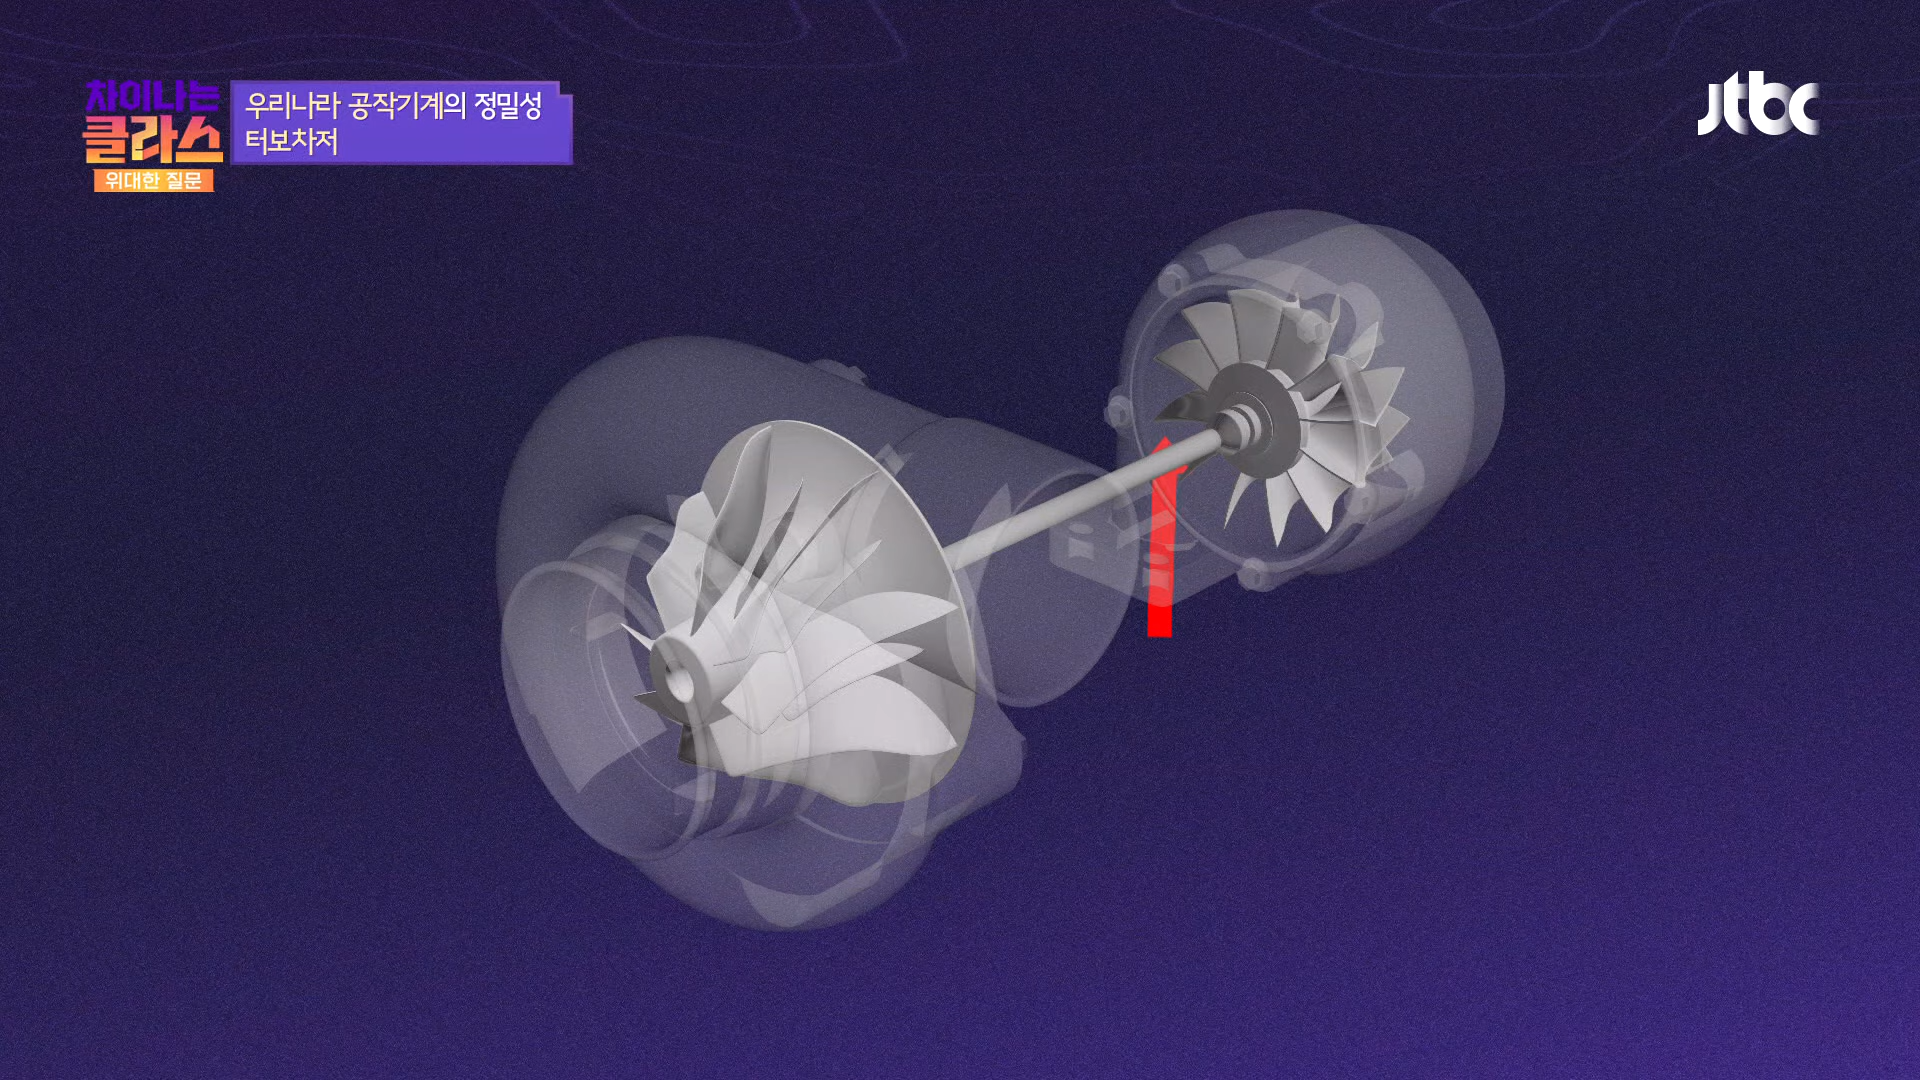 차이나는
클라스
위대한 질문
우리나라 공작기계의 정밀성
터보차저
jtbc